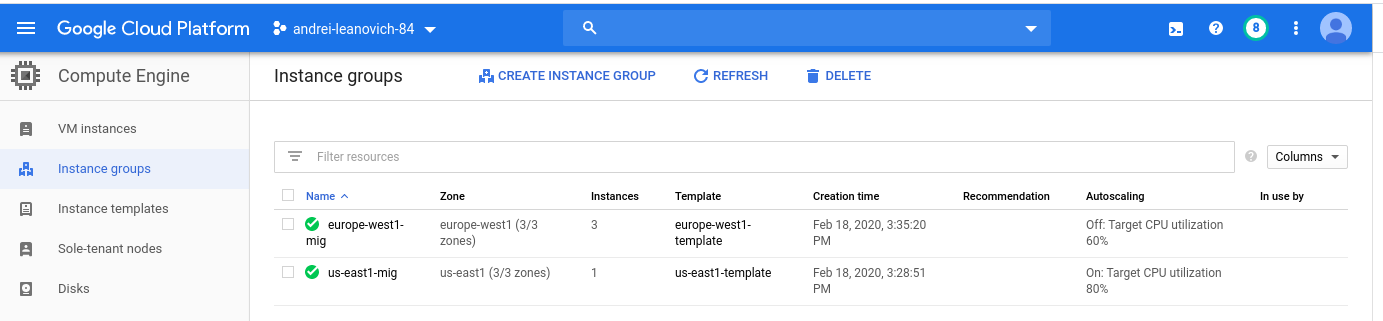 Google Cloud Platform andrei-leanovich-84 8
Compute Engine
Instance groups CREATE INSTANCE GROUP REFRESH DELETE
VM instances
Instance groups
Instance templates
Sole-tenant nodes
Disks
Filter resources ? Columns
Name Zone Instances Template Creation time Recommendation Autoscaling In use by
europe-west1- europe-west1 (3/3 3 europe-west1- Feb 18, 2020, 3:35:20 Off: Target CPU utilization
mig zones) template PM 60%
us-east1-mig us-east1 (3/3 zones) 1 us-east1-template Feb 18, 2020, 3:28:51 On: Target CPU utilization
PM 80%